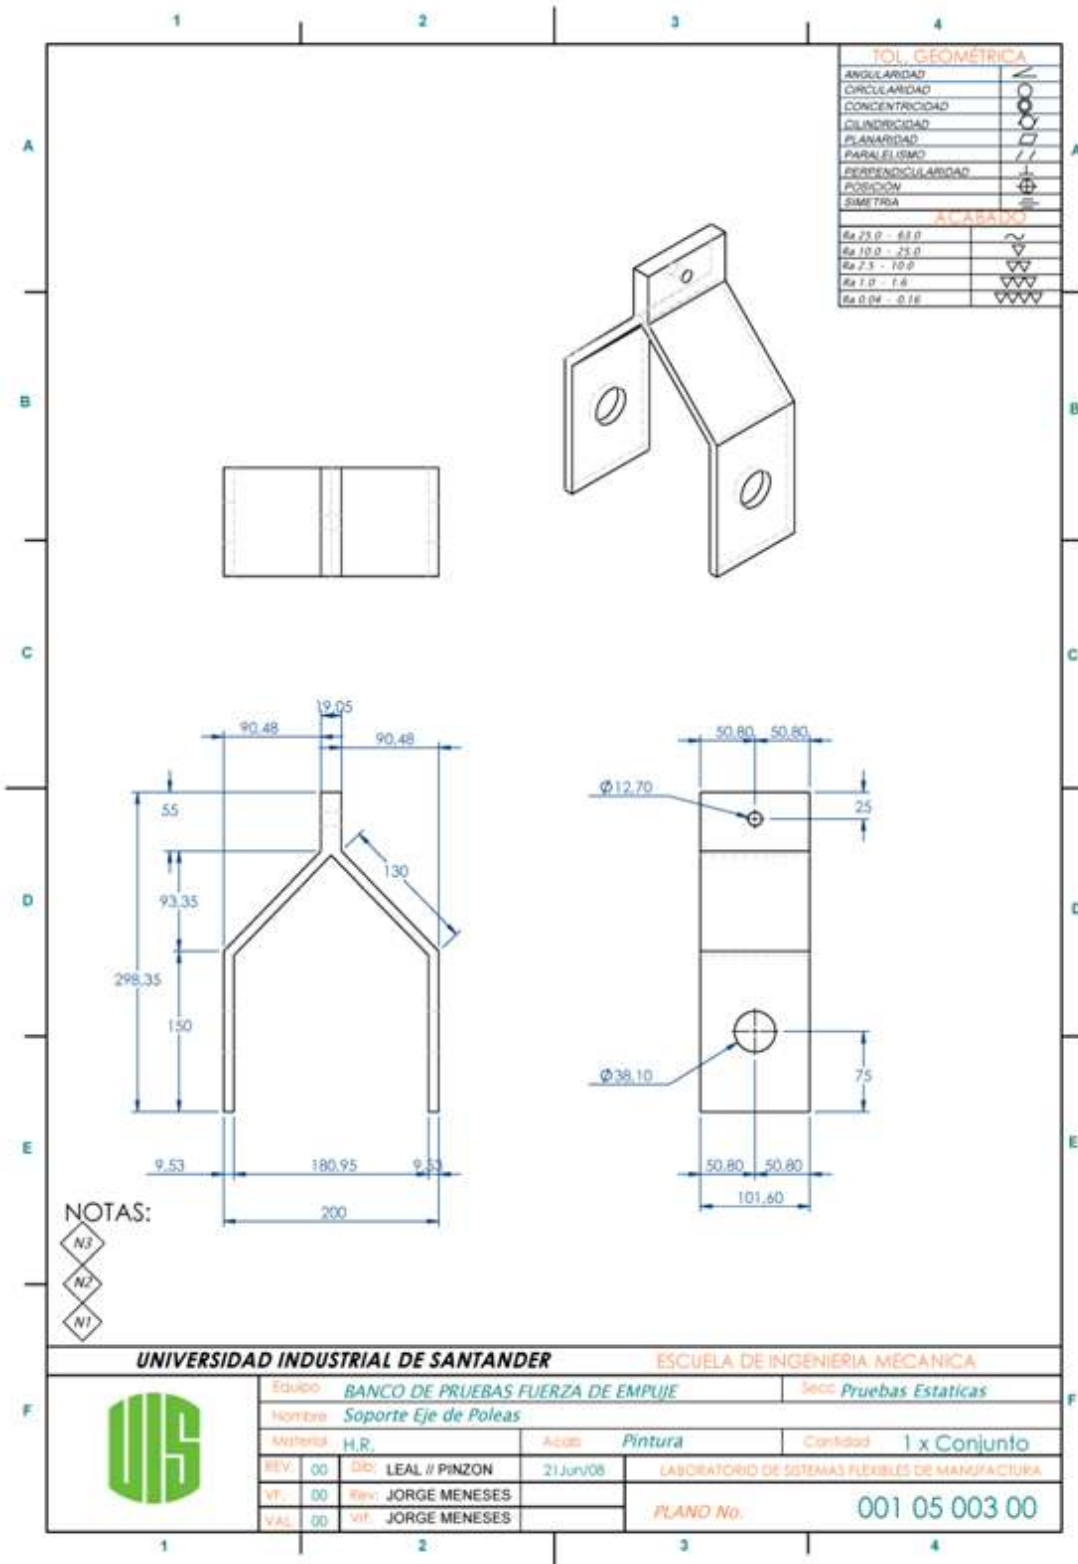 1 2 3 4
TOL. GEOMÉTRICA
ANGULARIDAD
CIRCULARIDAD
CONCENTRICIDAD
CILINDRICIDAD
PLANARIDAD
PARALELISMO
PERPENDICULARIDAD
POSICIÓN
SIMETRIA
ACABADO
Ra 25.0 - 63.0
Ra 10.0 - 25.0
Ra 2.5 - 10.0
Ra 1.0 - 1.6
Ra 0.04 - 0.16
A A
B B
C C
19,05
90,48 90,48
50,80 50,80
Ø12,70
55
25
130
D D
93,35
298,35
150
Ø38,10
75
E E
9,53 180,95 9,53
50,80 50,80
101,60
200
NOTAS:
N3
N2
N1
UNIVERSIDAD INDUSTRIAL DE SANTANDER ESCUELA DE INGENIERIA MECANICA
F F
UIS
Equipo BANCO DE PRUEBAS FUERZA DE EMPUJE Secc Pruebas Estaticas
Nombre Soporte Eje de Poleas
Material H.R. Acab Pintura Cantidad 1 x Conjunto
REV. 00 Dib: LEAL // PINZON 21Jun/08 LABORATORIO DE SISTEMAS FLEXIBLES DE MANUFACTURA
VF. 00 Rev: JORGE MENESES
VAL 00 Vif: JORGE MENESES
PLANO No. 001 05 003 00
1 2 3 4